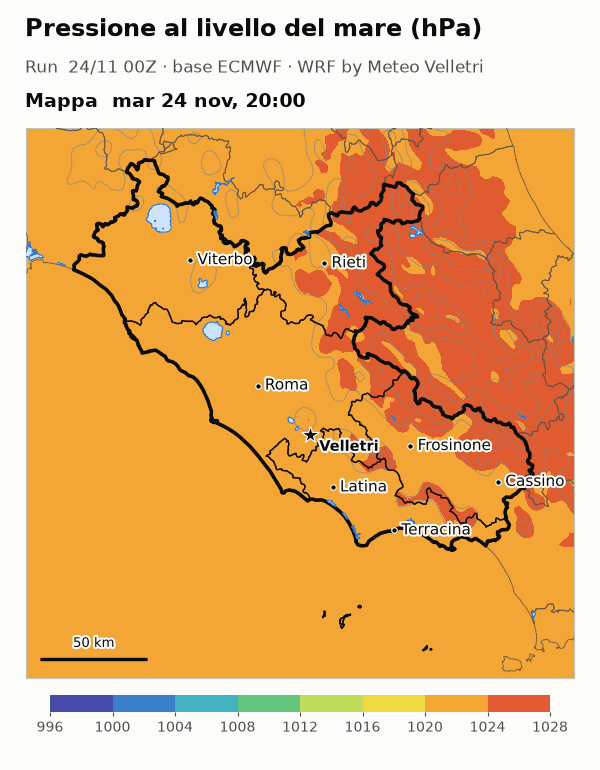 Pressione al livello del mare (hPa)
Run  24/11 00Z · base ECMWF · WRF by Meteo Velletri
Mappa  mar 24 nov, 20:00
Viterbo
Rieti
Roma
Velletri
Frosinone
Latina
Cassino
Terracina
50 km
996 1000 1004 1008 1012 1016 1020 1024 1028